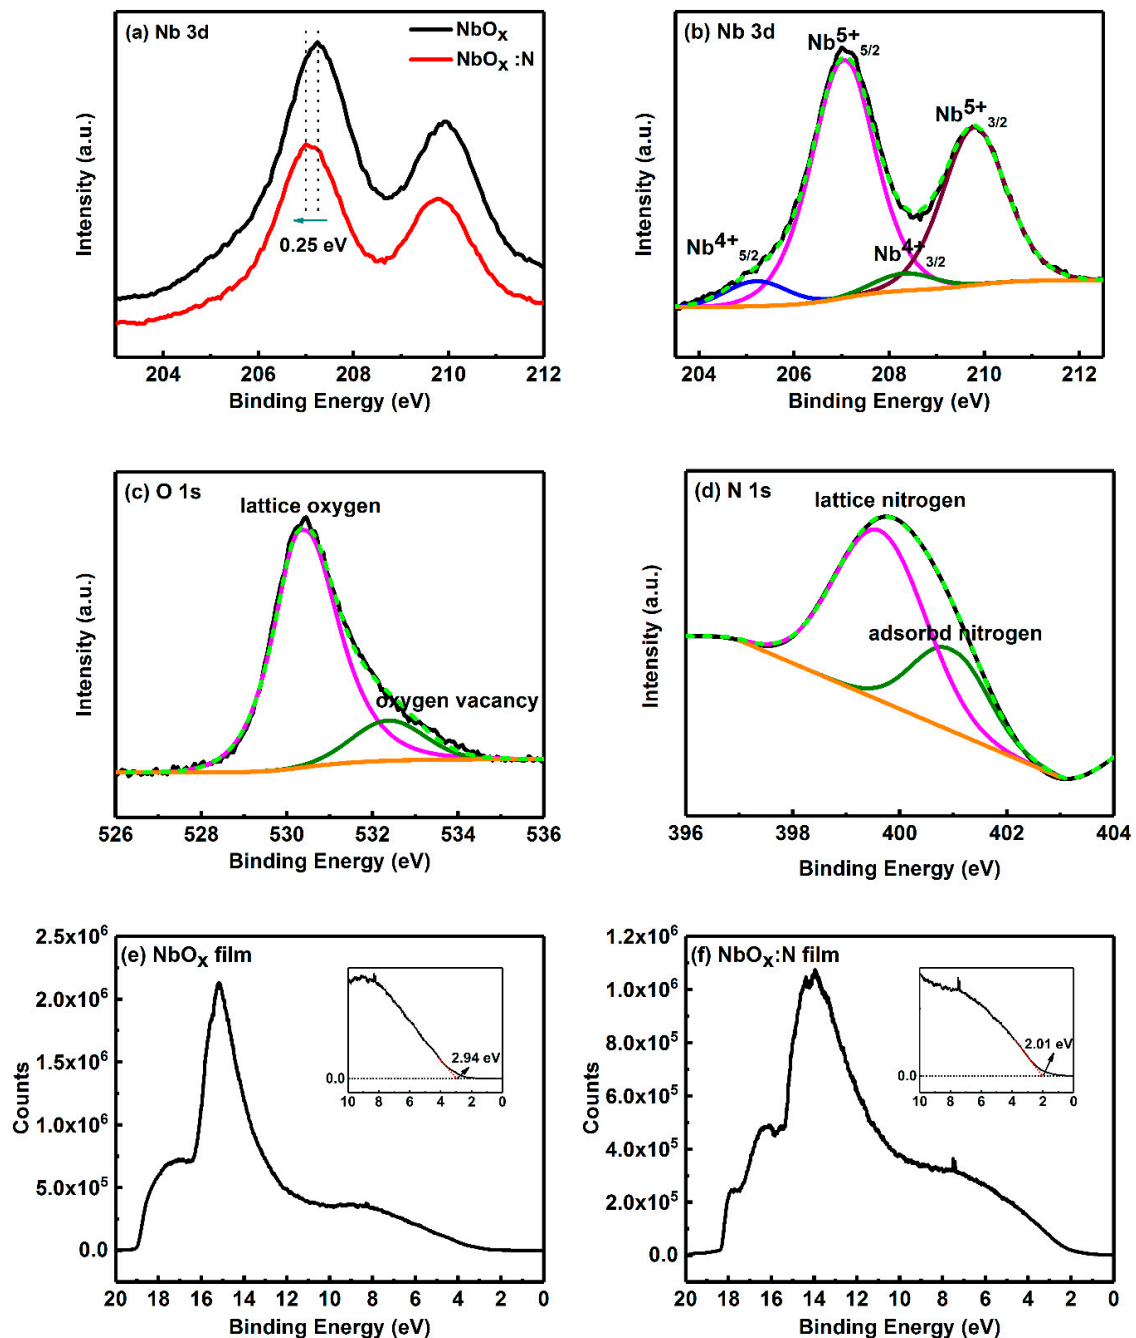 (a) Nb 3d
NbOx
NbOx :N
0.25 eV
Intensity (a.u.)
204 206 208 210 212
Binding Energy (eV)
(b) Nb 3d
Nb5+ 5/2
Nb5+ 3/2
Nb4+ 5/2
Nb4+ 3/2
Intensity (a.u.)
204 206 208 210 212
Binding Energy (eV)
(c) O 1s
lattice oxygen
oxygen vacancy
Intensity (a.u.)
526 528 530 532 534 536
Binding Energy (eV)
(d) N 1s
lattice nitrogen
adsorbd nitrogen
Intensity (a.u.)
396 398 400 402 404
Binding Energy (eV)
(e) NbOx film
2.5x10^6
2.0x10^6
1.5x10^6
1.0x10^6
5.0x10^5
0.0
Counts
2.94 eV
0.0
10 8 6 4 2 0
20 18 16 14 12 10 8 6 4 2 0
Binding Energy (eV)
(f) NbOx:N film
1.2x10^6
1.0x10^6
8.0x10^5
6.0x10^5
4.0x10^5
2.0x10^5
0.0
Counts
2.01 eV
0.0
10 8 6 4 2 0
20 18 16 14 12 10 8 6 4 2 0
Binding Energy (eV)